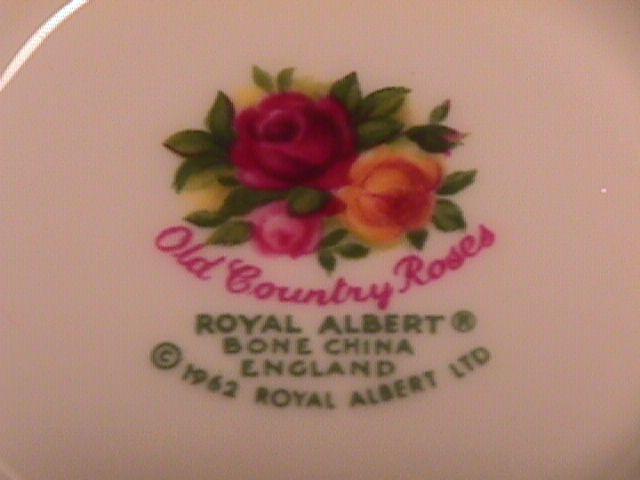 Old Country Roses
ROYAL ALBERT ®
BONE CHINA
ENGLAND
© 1962 ROYAL ALBERT LTD